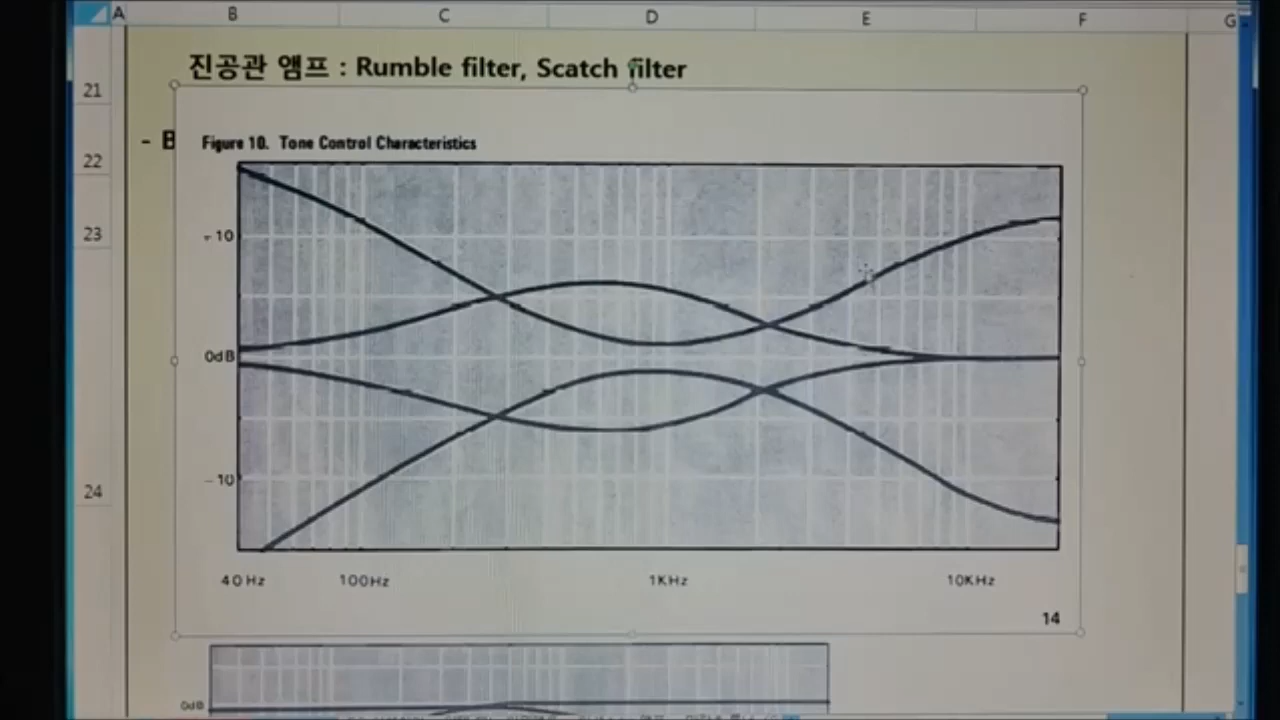 A B C D E F G
진공관 앰프 : Rumble filter, Scatch filter
21
- B
Figure 10. Tone Control Characteristics
22
23
+10
0dB
-10
24
40Hz 100Hz 1KHz 10KHz
14
0dB